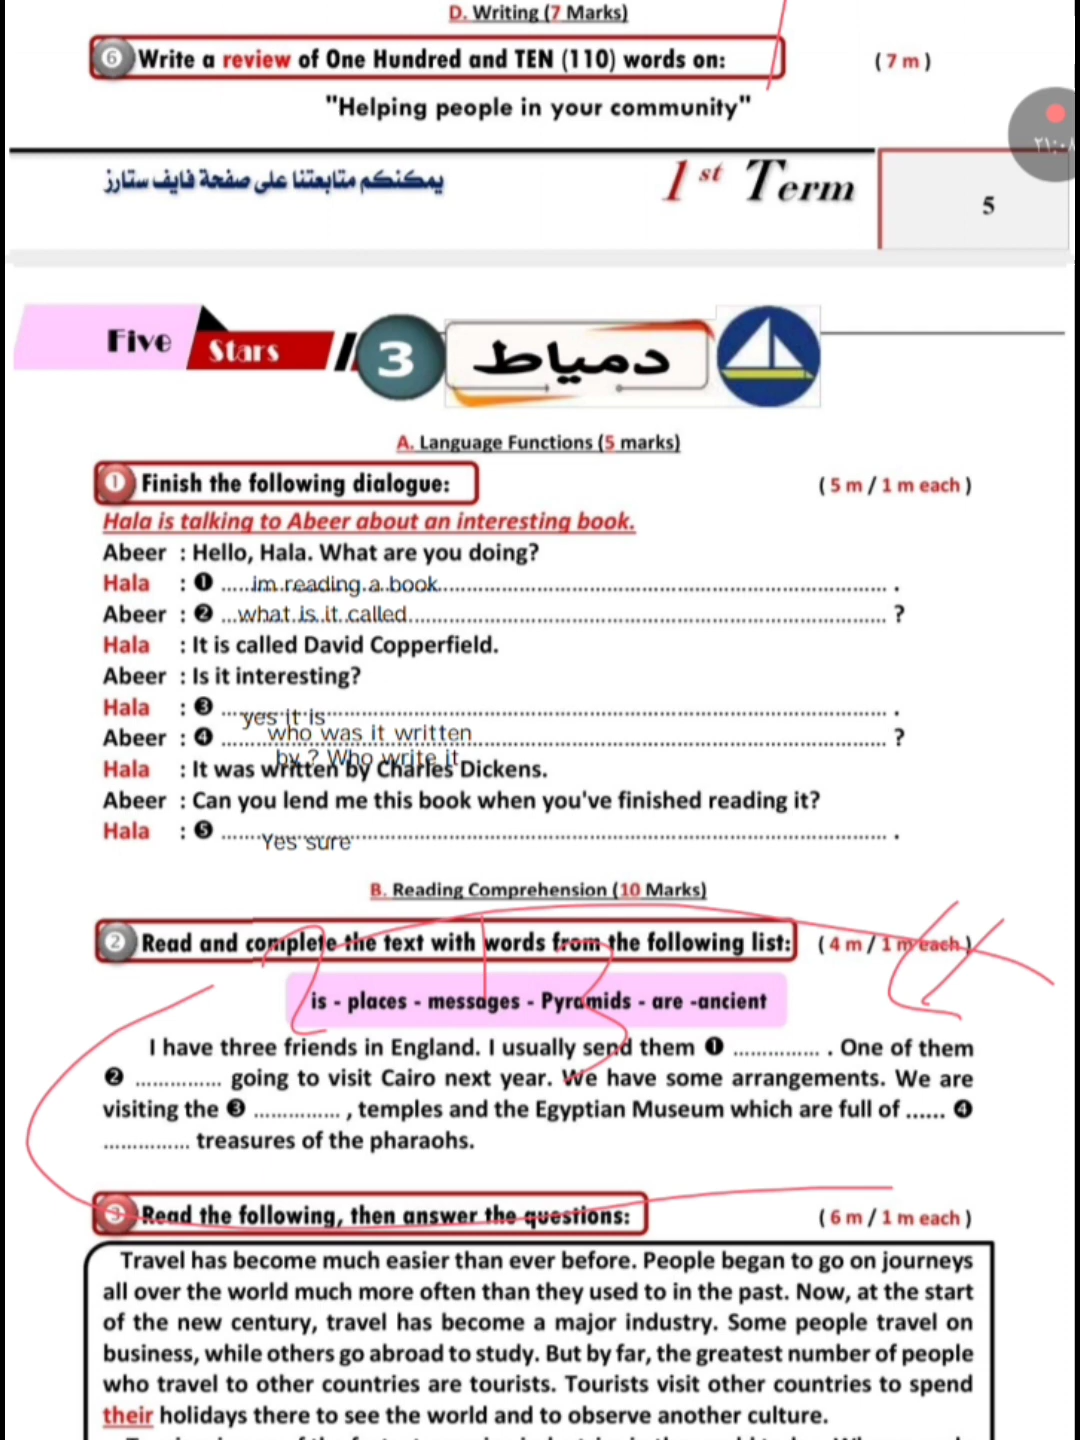 D. Writing (7 Marks)
6 Write a review of One Hundred and TEN (110) words on: (7 m)
"Helping people in your community"
يمكنكم متابعتنا على صفحة فايف ستارز 1st Term 5
Five Stars 3 دمياط
A. Language Functions (5 marks)
1 Finish the following dialogue: (5 m / 1 m each)
Hala is talking to Abeer about an interesting book.
Abeer : Hello, Hala. What are you doing?
Hala : ❶ .....im reading a book.................... .
Abeer : ❷ ...what is it called.................... ?
Hala : It is called David Copperfield.
Abeer : Is it interesting?
Hala : ❸ ...yes it is.................... .
Abeer : ❹ .......who was it written.................... ?
by ? Who write it
Hala : It was written by Charles Dickens.
Abeer : Can you lend me this book when you've finished reading it?
Hala : ❺ ......Yes sure.................... .
B. Reading Comprehension (10 Marks)
2 Read and complete the text with words from the following list: (4 m / 1 m each)
is - places - messages - Pyramids - are -ancient
I have three friends in England. I usually send them ❶ ............... . One of them
❷ ............... going to visit Cairo next year. We have some arrangements. We are
visiting the ❸ ............... , temples and the Egyptian Museum which are full of ...... ❹
............... treasures of the pharaohs.
3 Read the following, then answer the questions: (6 m / 1 m each)
Travel has become much easier than ever before. People began to go on journeys
all over the world much more often than they used to in the past. Now, at the start
of the new century, travel has become a major industry. Some people travel on
business, while others go abroad to study. But by far, the greatest number of people
who travel to other countries are tourists. Tourists visit other countries to spend
their holidays there to see the world and to observe another culture.